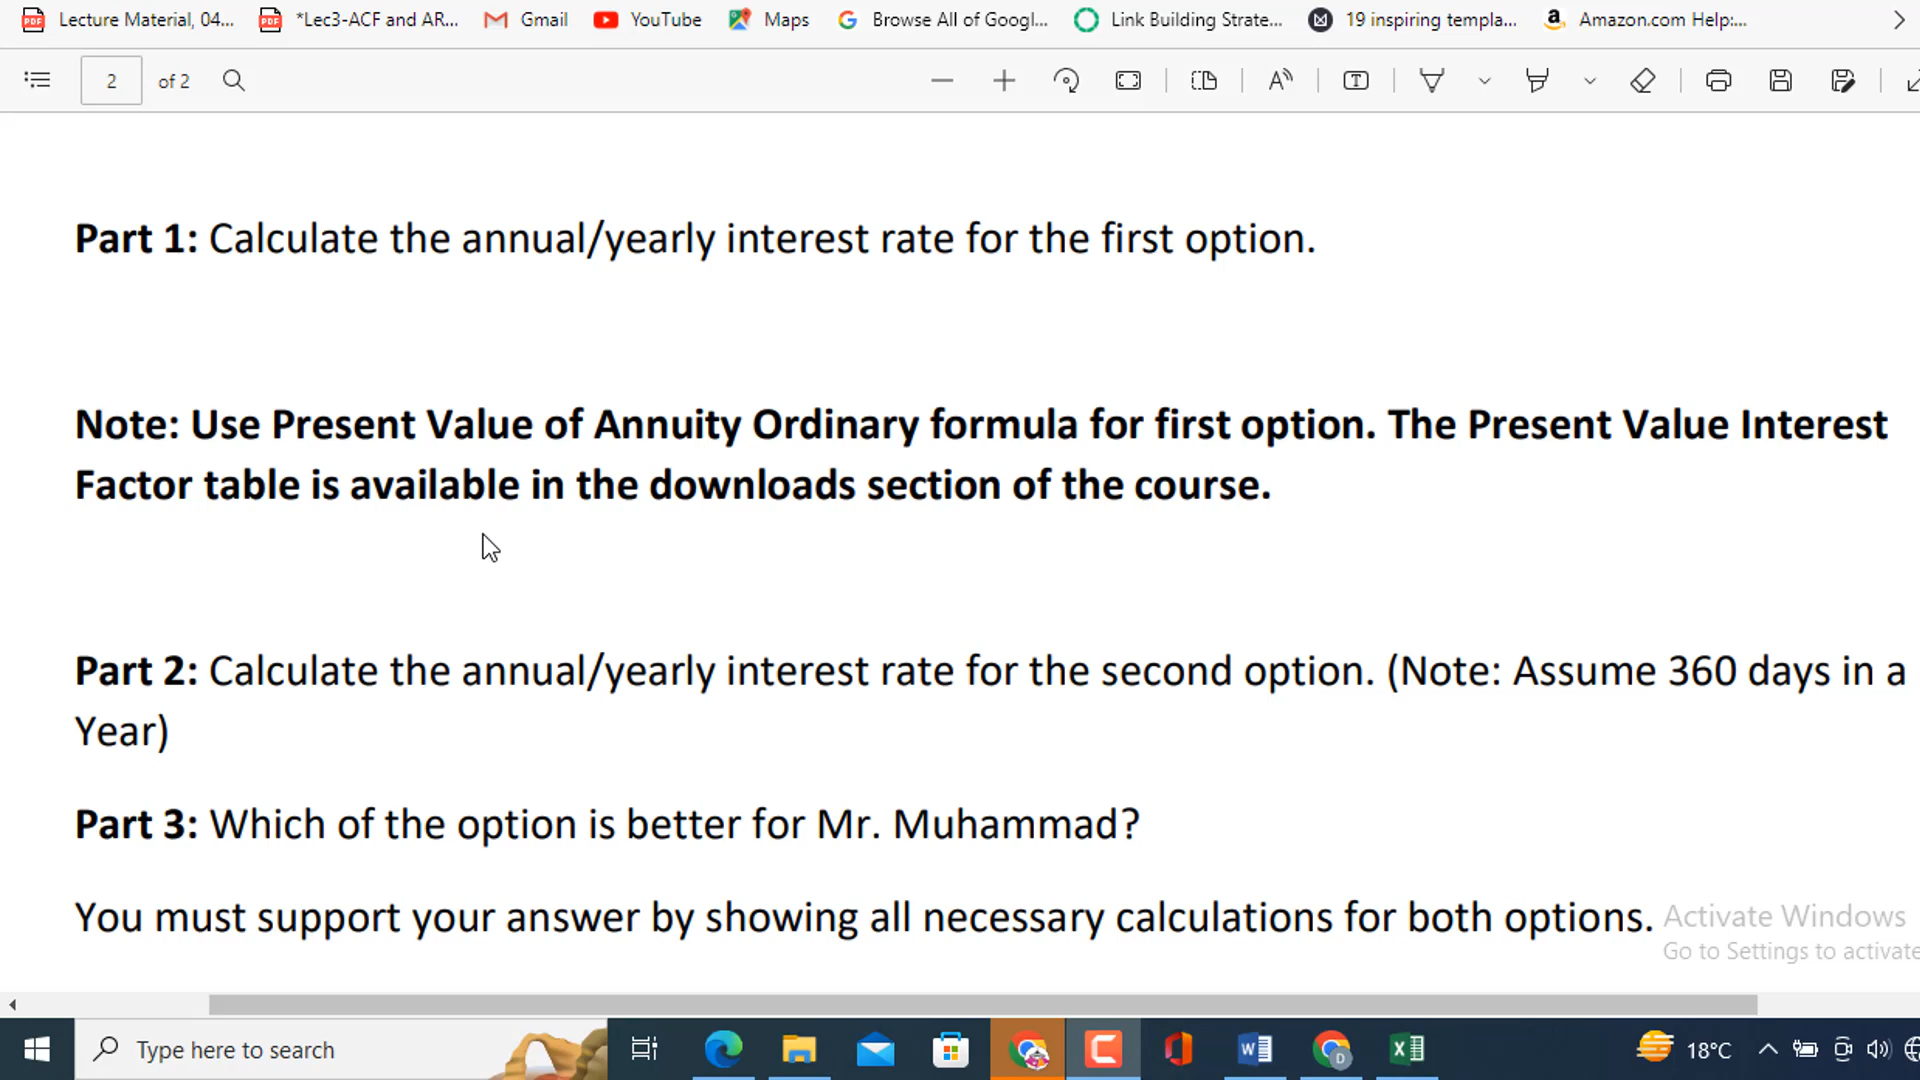 Lecture Material, 04... *Lec3-ACF and AR... Gmail YouTube Maps Browse All of Googl... Link Building Strate... 19 inspiring templa... Amazon.com Help:...
2 of 2
Part 1: Calculate the annual/yearly interest rate for the first option.
Note: Use Present Value of Annuity Ordinary formula for first option. The Present Value Interest
Factor table is available in the downloads section of the course.
Part 2: Calculate the annual/yearly interest rate for the second option. (Note: Assume 360 days in a
Year)
Part 3: Which of the option is better for Mr. Muhammad?
You must support your answer by showing all necessary calculations for both options.
Activate Windows
Go to Settings to activate
Type here to search
18°C